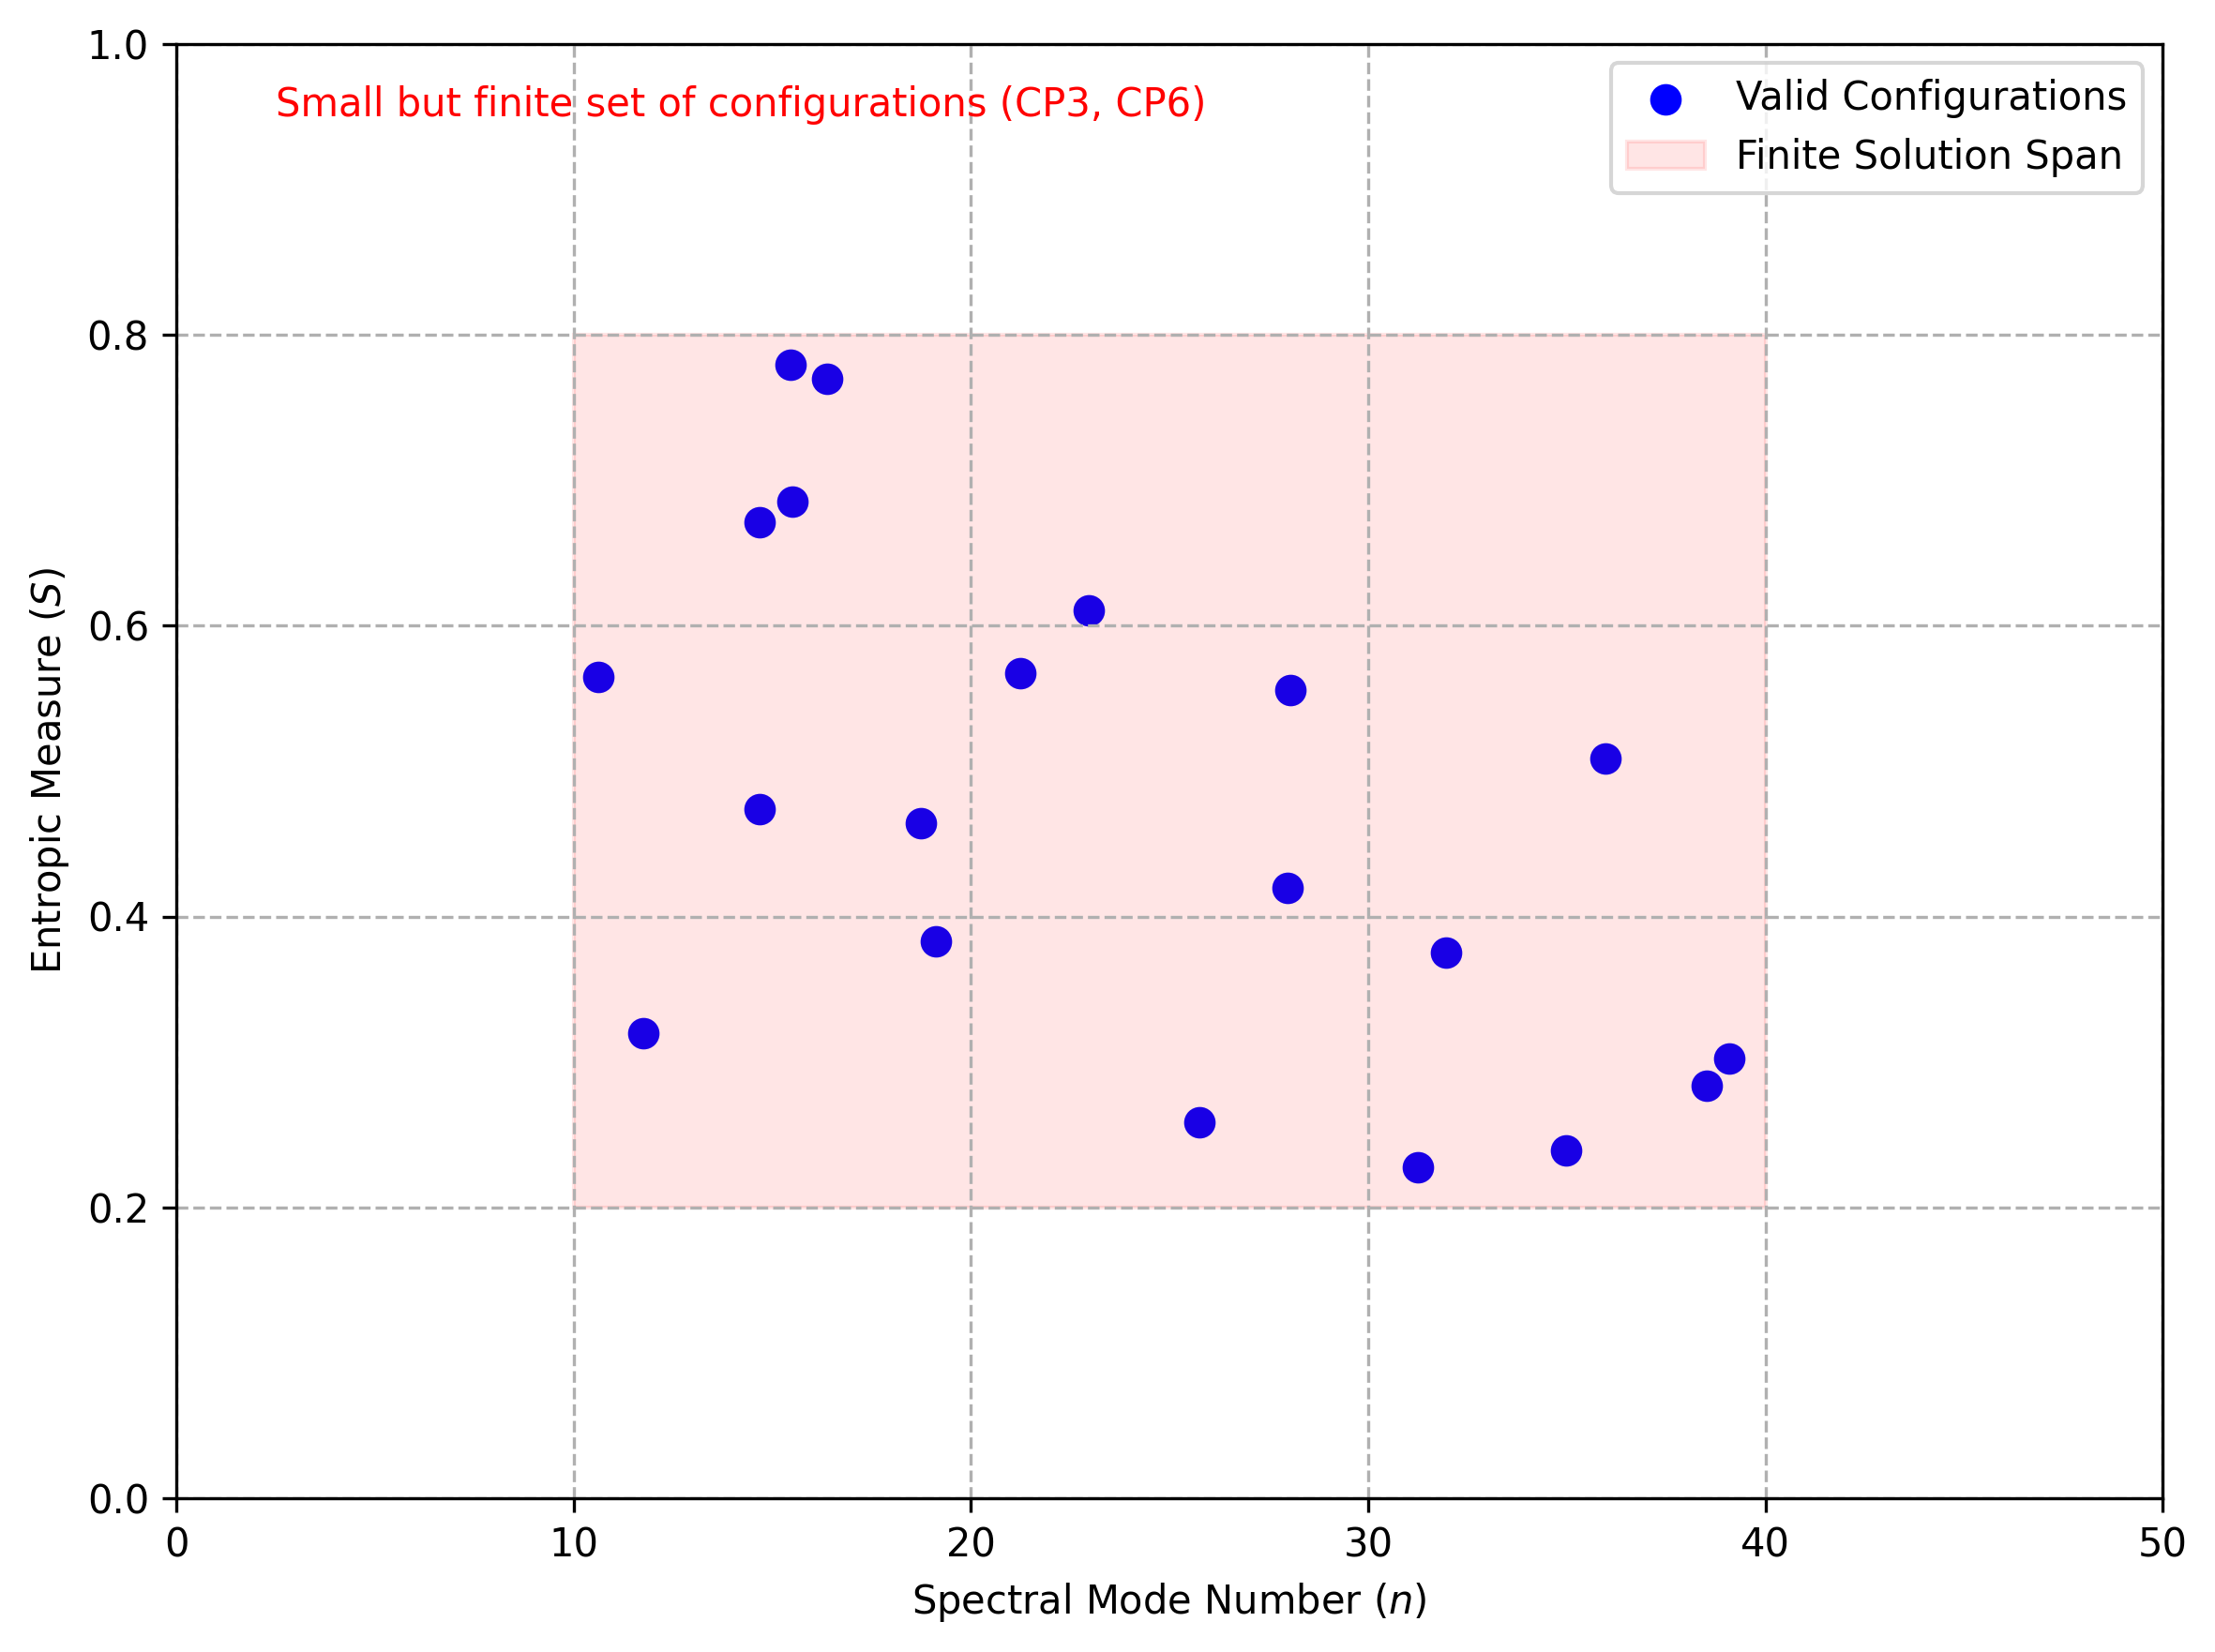 Small but finite set of configurations (CP3, CP6)
Valid Configurations
Finite Solution Span
Entropic Measure (S)
1.0
0.8
0.6
0.4
0.2
0.0
0 10 20 30 40 50
Spectral Mode Number (n)